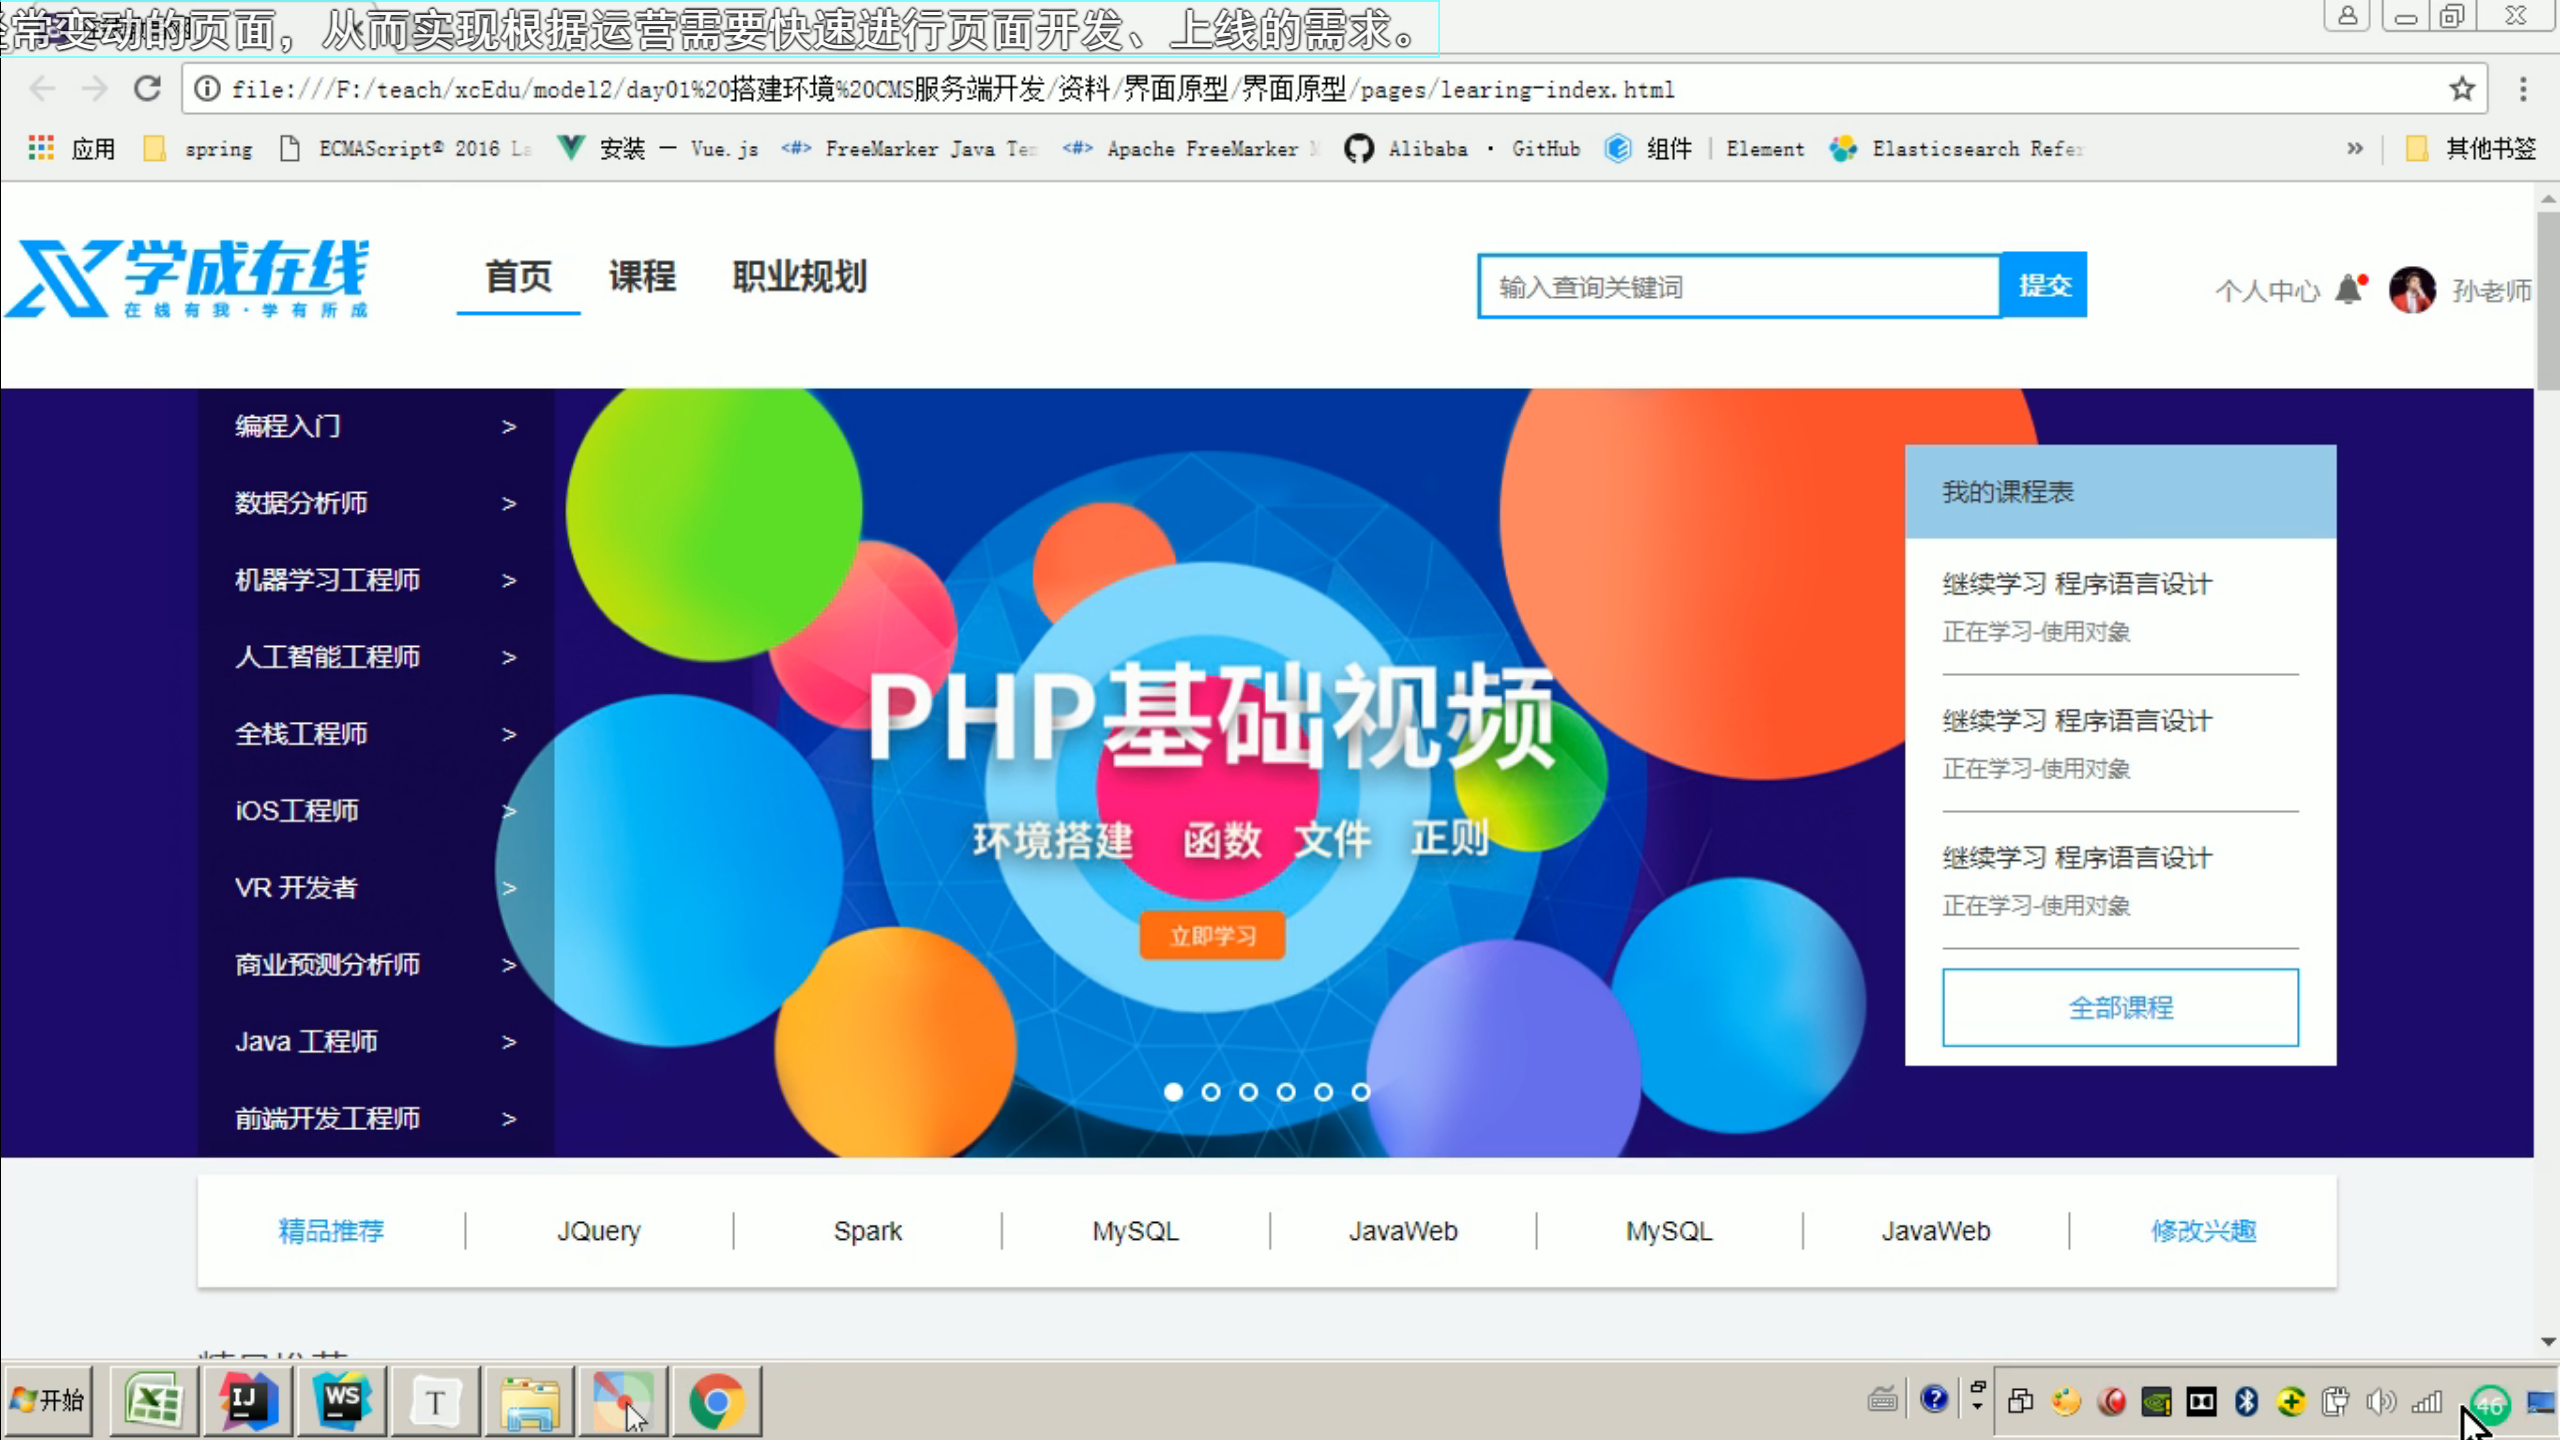 常变动的页面，从而实现根据运营需要快速进行页面开发、上线的需求。
file:///F:/teach/xcEdu/model2/day01%20搭建环境%20CMS服务端开发/资料/界面原型/界面原型/pages/learing-index.html
应用 spring ECMAScript® 2016 La 安装 — Vue.js FreeMarker Java Te Apache FreeMarker Alibaba · GitHub 组件 | Element Elasticsearch Refer » 其他书签
学成在线
在线有我·学有所成
首页 课程 职业规划
输入查询关键词 提交
个人中心 孙老师
编程入门 >
数据分析师 >
机器学习工程师 >
人工智能工程师 >
全栈工程师 >
iOS工程师 >
VR 开发者 >
商业预测分析师 >
Java 工程师 >
前端开发工程师 >
PHP基础视频
环境搭建 函数 文件 正则
立即学习
我的课程表
继续学习 程序语言设计
正在学习-使用对象
继续学习 程序语言设计
正在学习-使用对象
继续学习 程序语言设计
正在学习-使用对象
全部课程
精品推荐 JQuery Spark MySQL JavaWeb MySQL JavaWeb 修改兴趣
开始 IJ WS T 46